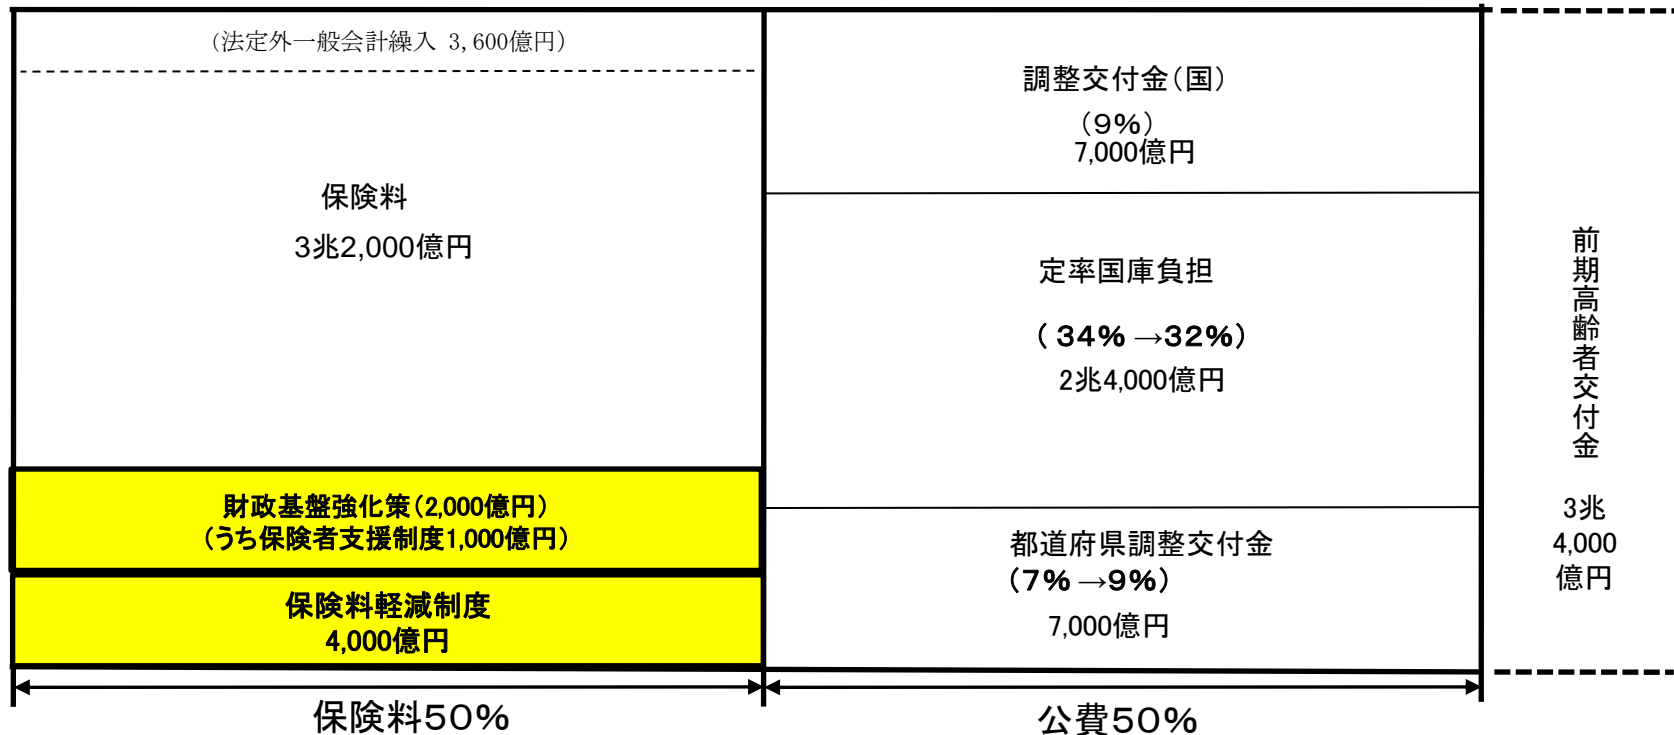 （法定外一般会計繰入 3,600億円）
保険料
3兆2,000億円
財政基盤強化策（2,000億円）
（うち保険者支援制度1,000億円）
保険料軽減制度
4,000億円
保険料50%
調整交付金（国）
（9%）
7,000億円
定率国庫負担
（34%→32%）
2兆4,000億円
都道府県調整交付金
（7%→9%）
7,000億円
公費50%
前期高齢者交付金
3兆
4,000
億円